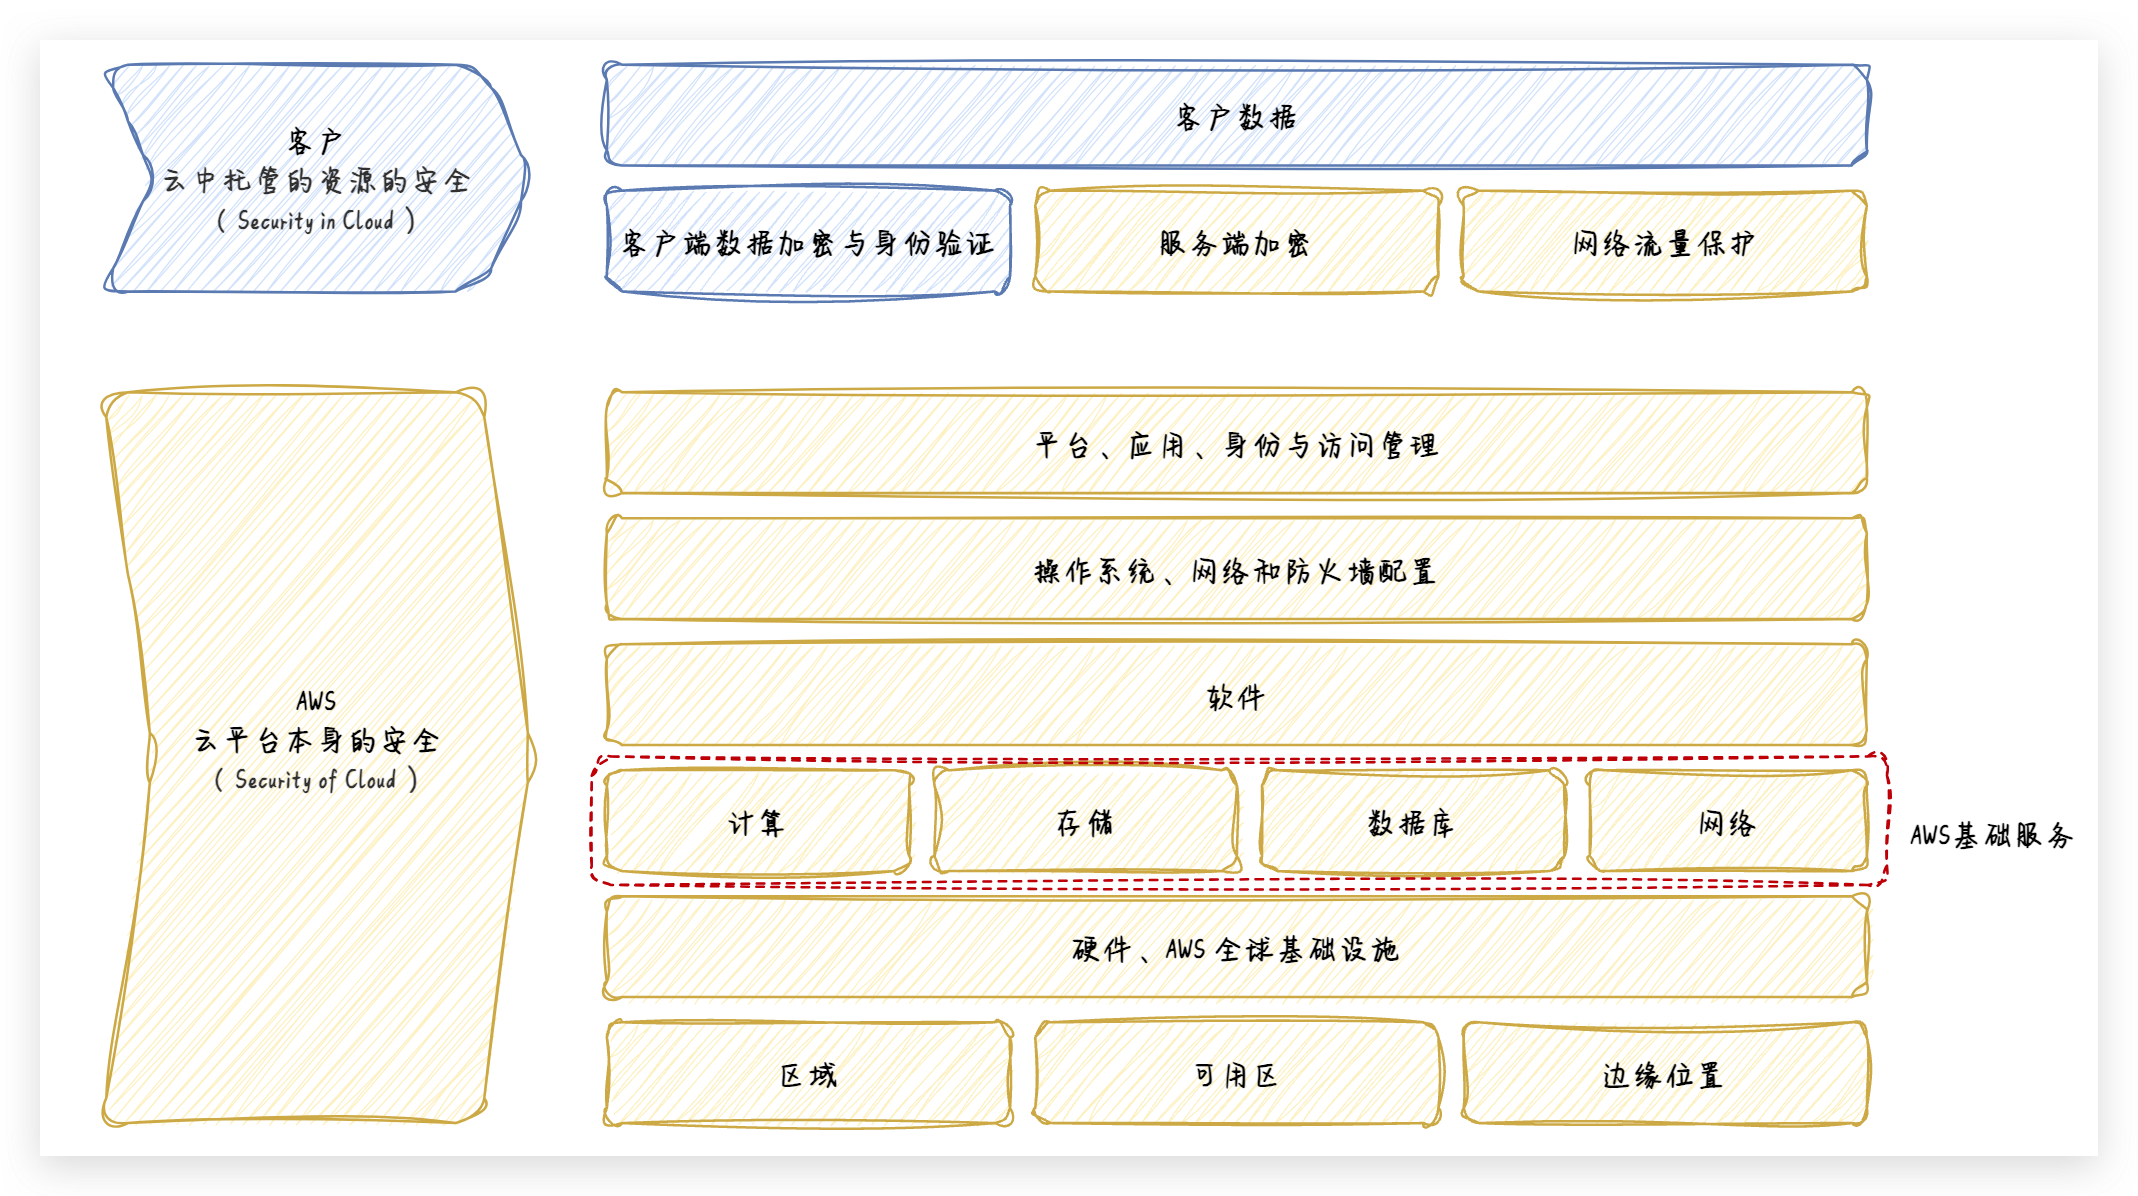 客户
云中托管的资源的安全
( Security in Cloud )
客户数据
客户端数据加密与身份验证
服务端加密
网络流量保护
AWS
云平台本身的安全
( Security of Cloud )
平台、应用、身份与访问管理
操作系统、网络和防火墙配置
软件
计算
存储
数据库
网络
AWS基础服务
硬件、AWS 全球基础设施
区域
可用区
边缘位置